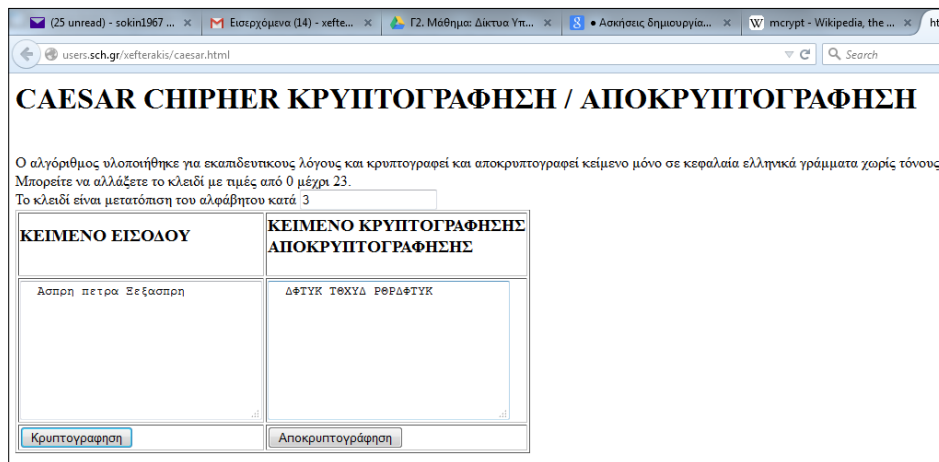 (25 unread) - sokin1967 ...
Εισερχόμενα (14) - xefte...
Γ2. Μάθημα: Δίκτυα Υπ...
● Ασκήσεις δημιουργία...
W mcrypt - Wikipedia, the ...
ht
users.sch.gr/xefterakis/caesar.html
Search
CAESAR CHIPHER ΚΡΥΠΤΟΓΡΑΦΗΣΗ / ΑΠΟΚΡΥΠΤΟΓΡΑΦΗΣΗ
Ο αλγόριθμος υλοποιήθηκε για εκαπιδευτικους λόγους και κρυπτογραφεί και αποκρυπτογραφεί κείμενο μόνο σε κεφαλαία ελληνικά γράμματα χωρίς τόνους
Μπορείτε να αλλάξετε το κλειδί με τιμές από 0 μέχρι 23.
Το κλειδί είναι μετατόπιση του αλφάβητου κατά 3
ΚΕΙΜΕΝΟ ΕΙΣΟΔΟΥ
ΚΕΙΜΕΝΟ ΚΡΥΠΤΟΓΡΑΦΗΣΗΣ
ΑΠΟΚΡΥΠΤΟΓΡΑΦΗΣΗΣ
Ασπρη πετρα Ξεξασπρη
ΔΦΤΥΚ ΤΘΧΥΔ ΡΘΡΔΦΤΥΚ
Κρυπτογραφηση
Αποκρυπτογράφηση